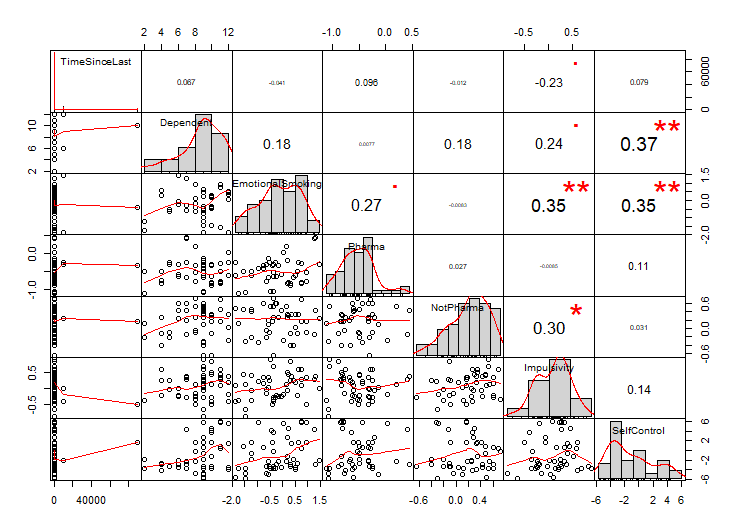 2 4 6 8 12 -1.0 0.0 0.5 -0.5 0.5
TimeSinceLast 0.067 -0.041 0.096 -0.012 -0.23 . 0.079 0 60000
2 6 10 Dependent 0.18 0.0077 0.18 0.24 . 0.37 **
EmotionalSmoking 0.27 . -0.0083 0.35 ** 0.35 ** -2.0 0.0 1.5
-1.0 0.0 Pharma 0.027 -0.0065 0.11
NotPharma 0.30 * 0.031 -0.6 0.0 0.6
-0.5 0.5 Impulsivity 0.14
SelfControl -6 -2 2 6
0 40000 -2.0 -0.5 0.5 1.5 -0.6 0.0 0.4 -6 -2 2 4 6